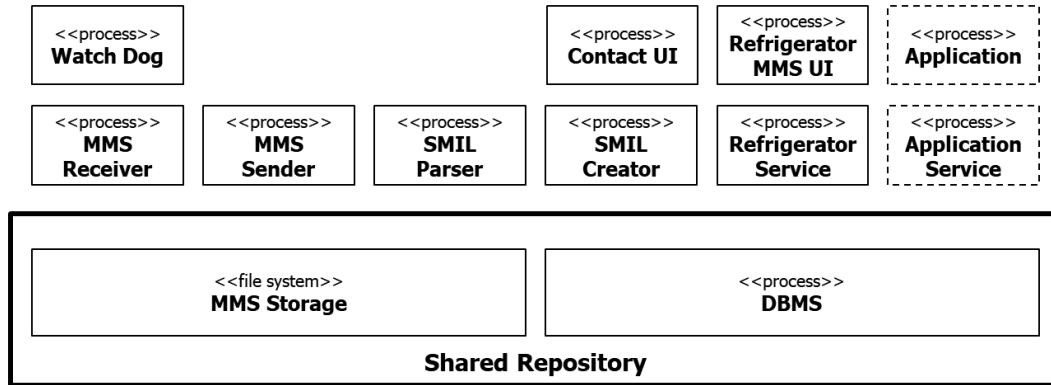 <<process>>
Watch Dog
<<process>>
Contact UI
<<process>>
Refrigerator
MMS UI
<<process>>
Application
<<process>>
MMS
Receiver
<<process>>
MMS
Sender
<<process>>
SMIL
Parser
<<process>>
SMIL
Creator
<<process>>
Refrigerator
Service
<<process>>
Application
Service
<<file system>>
MMS Storage
<<process>>
DBMS
Shared Repository